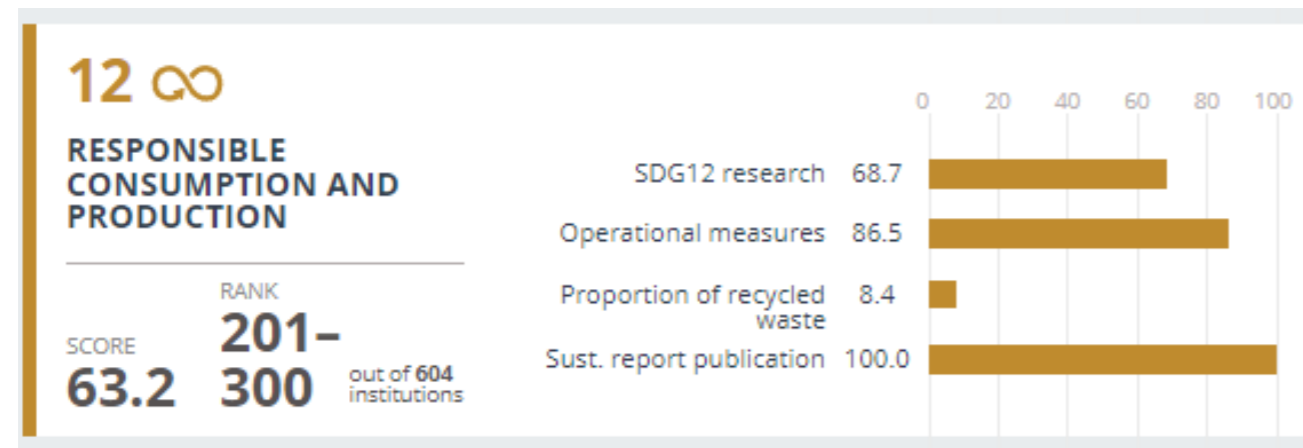 12
RESPONSIBLE
CONSUMPTION AND
PRODUCTION
SCORE
63.2
RANK
201–
300
out of 604
institutions
0 20 40 60 80 100
SDG12 research 68.7
Operational measures 86.5
Proportion of recycled 8.4
waste
Sust. report publication 100.0